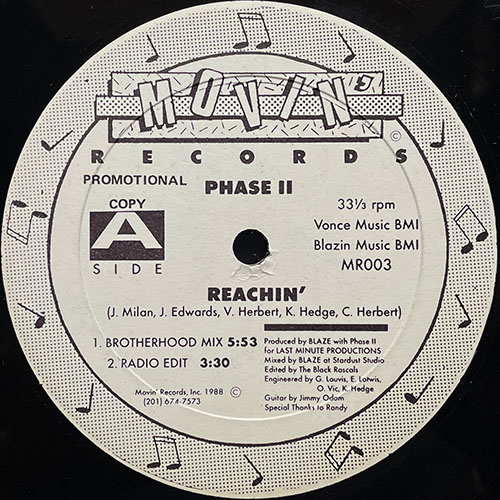 MOVIN'
©
RECORDS
PROMOTIONAL
COPY
PHASE II
A
SIDE
33⅓ rpm
Vonce Music BMI
Blazin Music BMI
MR003
REACHIN'
(J. Milan, J. Edwards, V. Herbert, K. Hedge, C. Herbert)
1. BROTHERHOOD MIX 5:53
2. RADIO EDIT 3:30
Produced by BLAZE with Phase II
for LAST MINUTE PRODUCTIONS
Mixed by BLAZE at Stardust Studio
Edited by The Black Rascals
Engineered by G. Louvis, E. Latwis,
O. Vic, K. Hedge
Guitar by Jimmy Odom
Special Thanks to Randy
Movin' Records, Inc. 1988 ©
(201) 674-7573